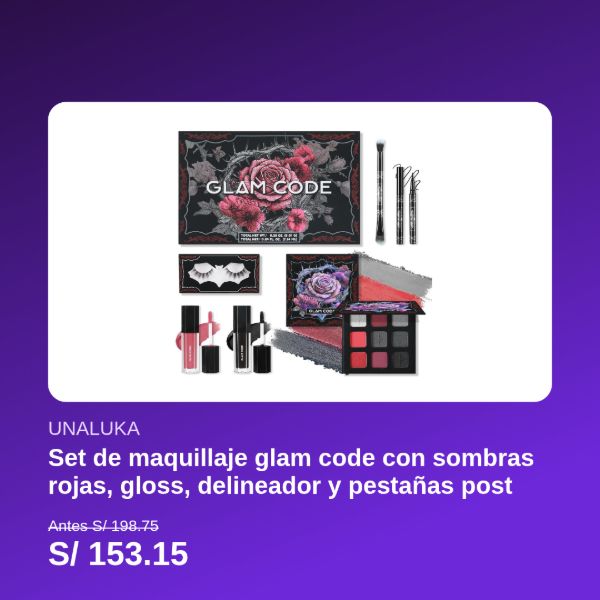 GLAM CODE
GLAM CODE
UNALUKA
Set de maquillaje glam code con sombras
rojas, gloss, delineador y pestañas post
Antes S/ 198.75
S/ 153.15